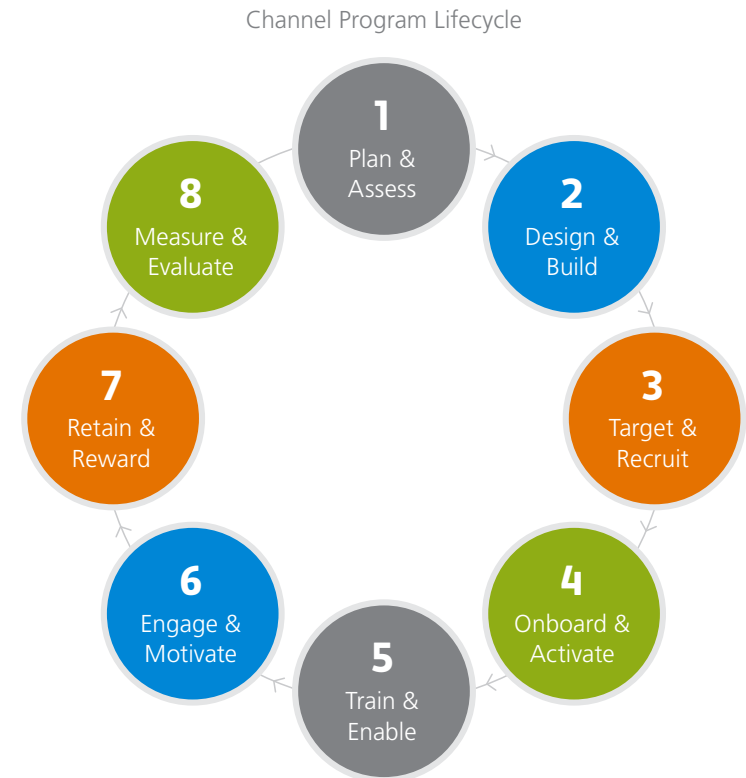 Channel Program Lifecycle
1
Plan &
Assess
2
Design &
Build
3
Target &
Recruit
4
Onboard &
Activate
5
Train &
Enable
6
Engage &
Motivate
7
Retain &
Reward
8
Measure &
Evaluate